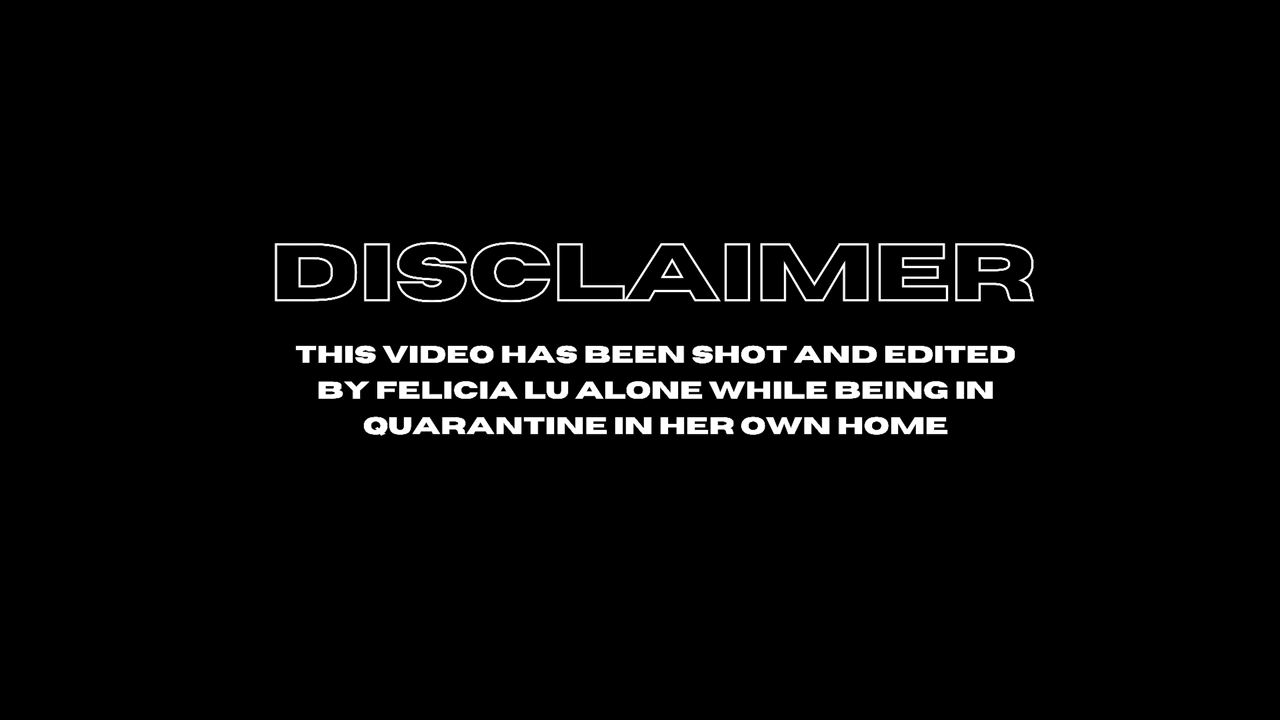 DISCLAIMER
THIS VIDEO HAS BEEN SHOT AND EDITED
BY FELICIA LU ALONE WHILE BEING IN
QUARANTINE IN HER OWN HOME